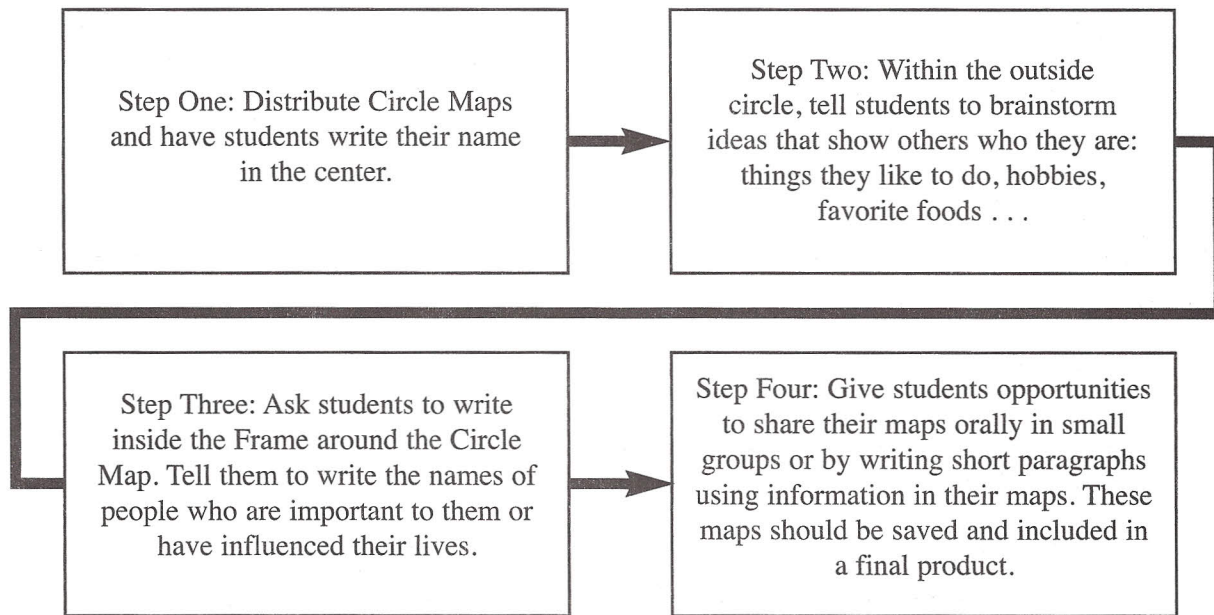 Step One: Distribute Circle Maps
and have students write their name
in the center.
Step Two: Within the outside
circle, tell students to brainstorm
ideas that show others who they are:
things they like to do, hobbies,
favorite foods . . .
Step Three: Ask students to write
inside the Frame around the Circle
Map. Tell them to write the names of
people who are important to them or
have influenced their lives.
Step Four: Give students opportunities
to share their maps orally in small
groups or by writing short paragraphs
using information in their maps. These
maps should be saved and included in
a final product.